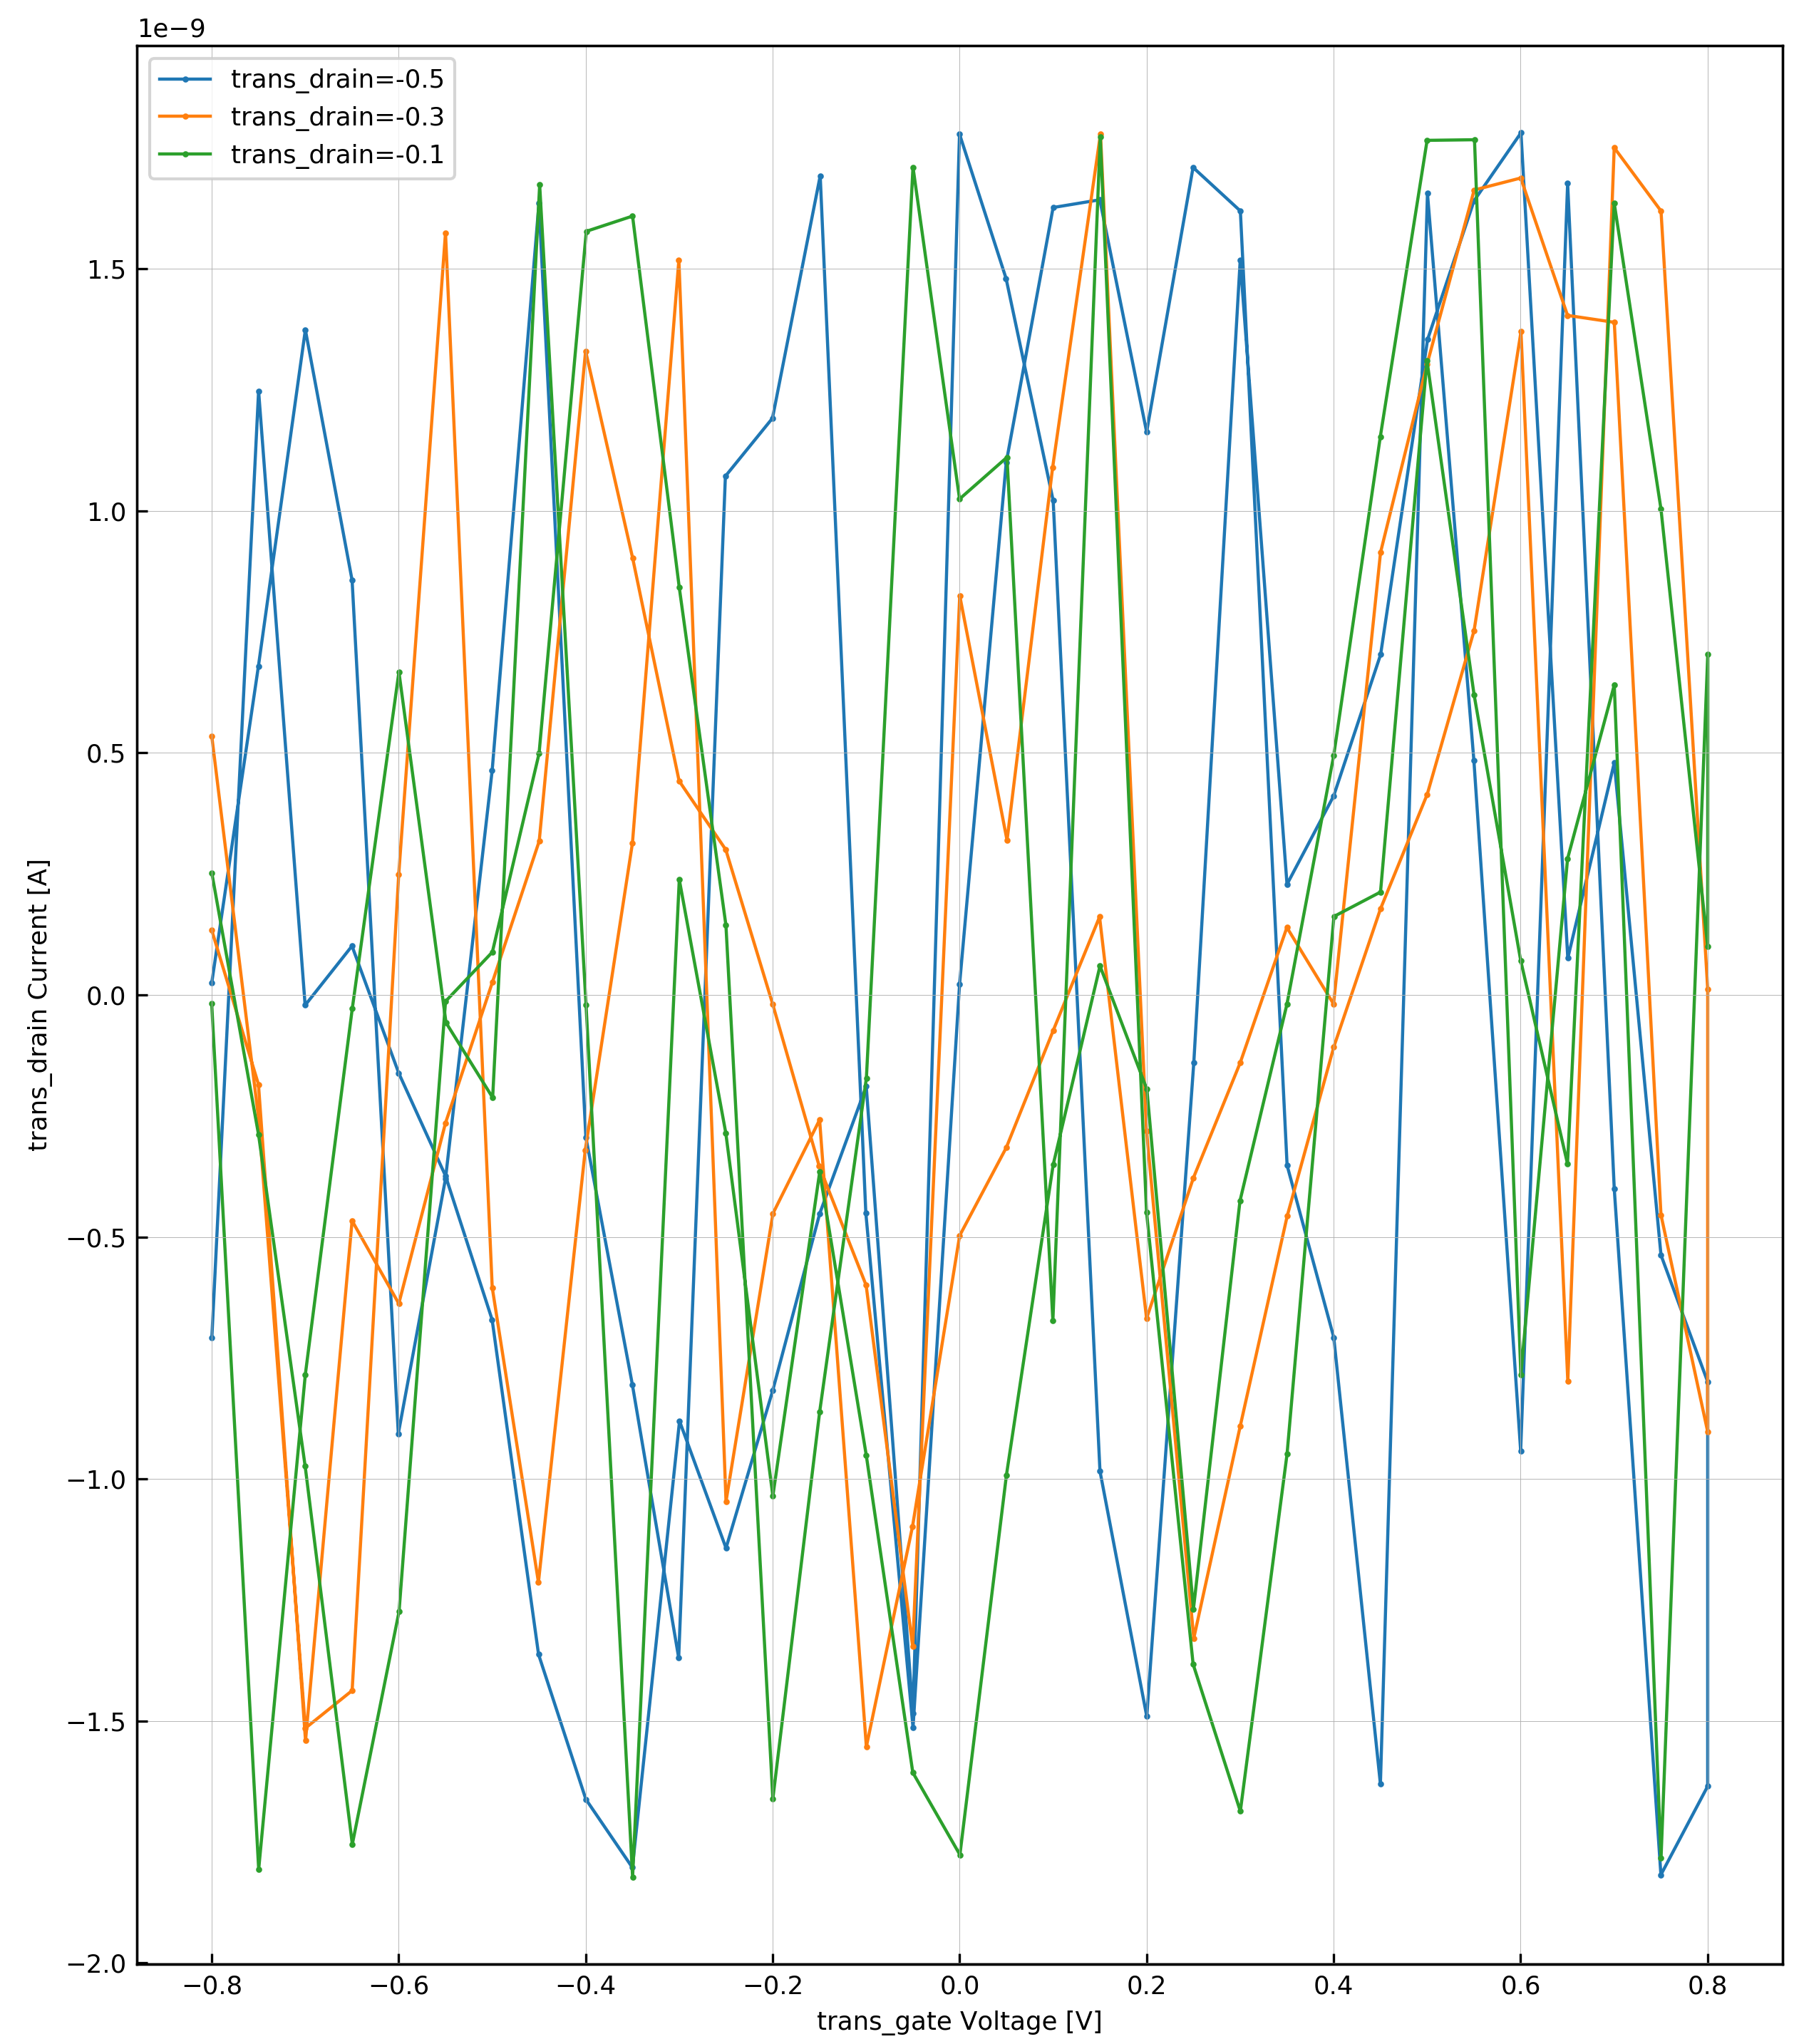 1e−9
trans_drain=-0.5
trans_drain=-0.3
trans_drain=-0.1
1.5
1.0
0.5
0.0
−0.5
−1.0
−1.5
−2.0
trans_drain Current [A]
−0.8 −0.6 −0.4 −0.2 0.0 0.2 0.4 0.6 0.8
trans_gate Voltage [V]